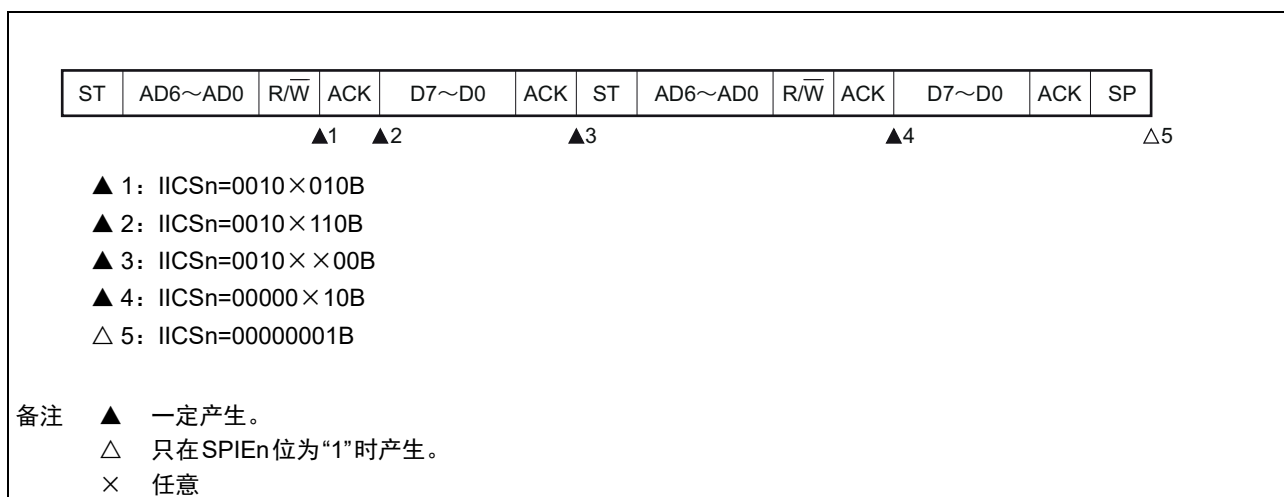 ST AD6～AD0 R/W̅ ACK D7～D0 ACK ST AD6～AD0 R/W̅ ACK D7～D0 ACK SP
▲1 ▲2 ▲3 ▲4 △5
▲ 1：IICSn=0010×010B
▲ 2：IICSn=0010×110B
▲ 3：IICSn=0010××00B
▲ 4：IICSn=00000×10B
△ 5：IICSn=00000001B
备注 ▲ 一定产生。
△ 只在SPIEn位为“1”时产生。
× 任意